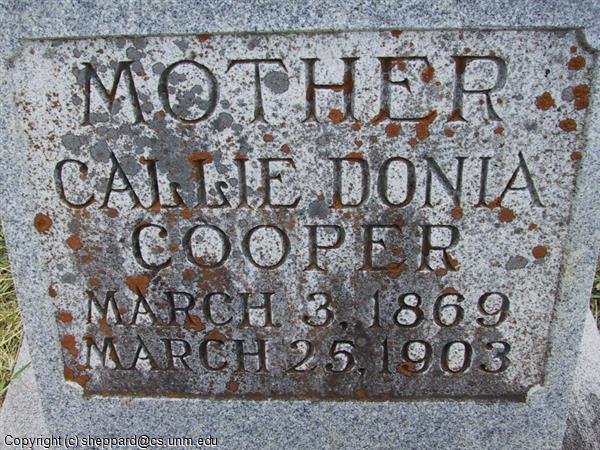 MOTHER
CALLIE DONIA
COOPER
MARCH 3, 1869
MARCH 25, 1903
Copyright (c) sheppard@cs.unm.edu